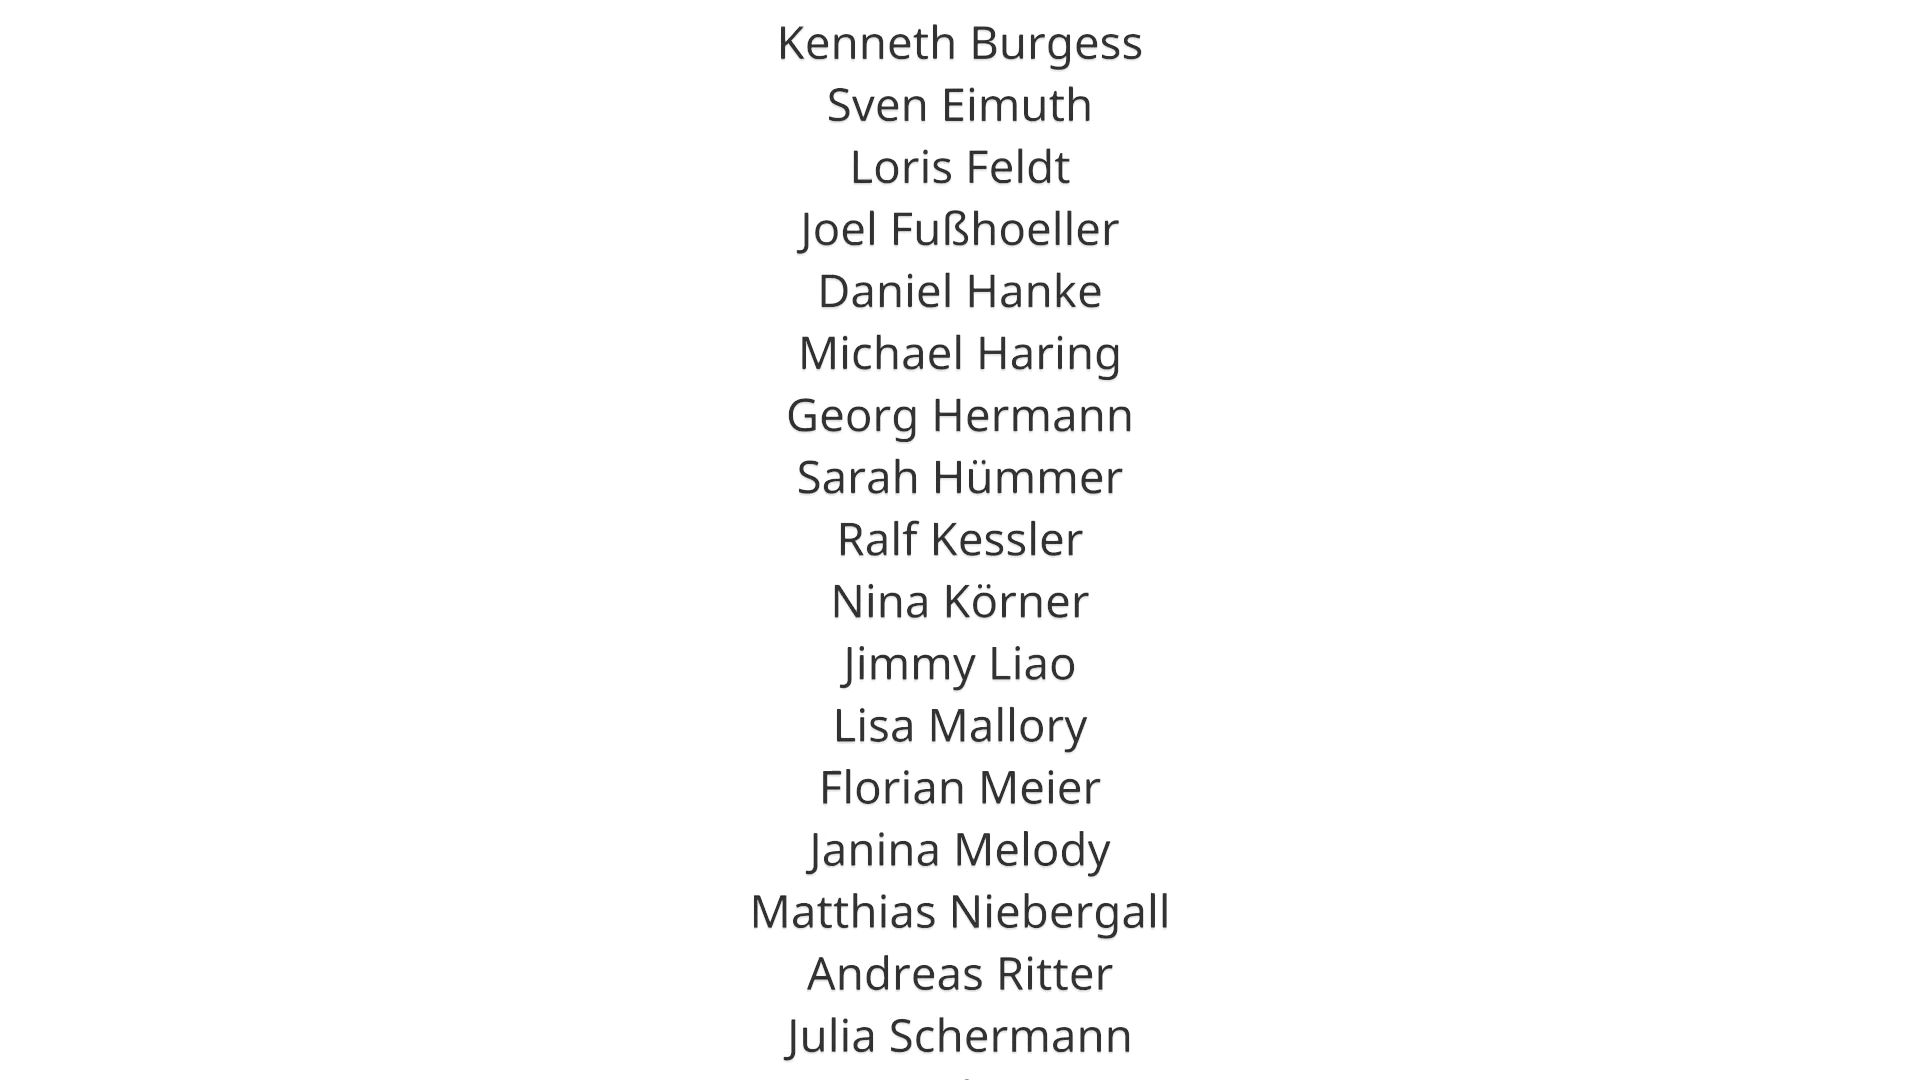 Kenneth Burgess
Sven Eimuth
Loris Feldt
Joel Fußhoeller
Daniel Hanke
Michael Haring
Georg Hermann
Sarah Hümmer
Ralf Kessler
Nina Körner
Jimmy Liao
Lisa Mallory
Florian Meier
Janina Melody
Matthias Niebergall
Andreas Ritter
Julia Schermann